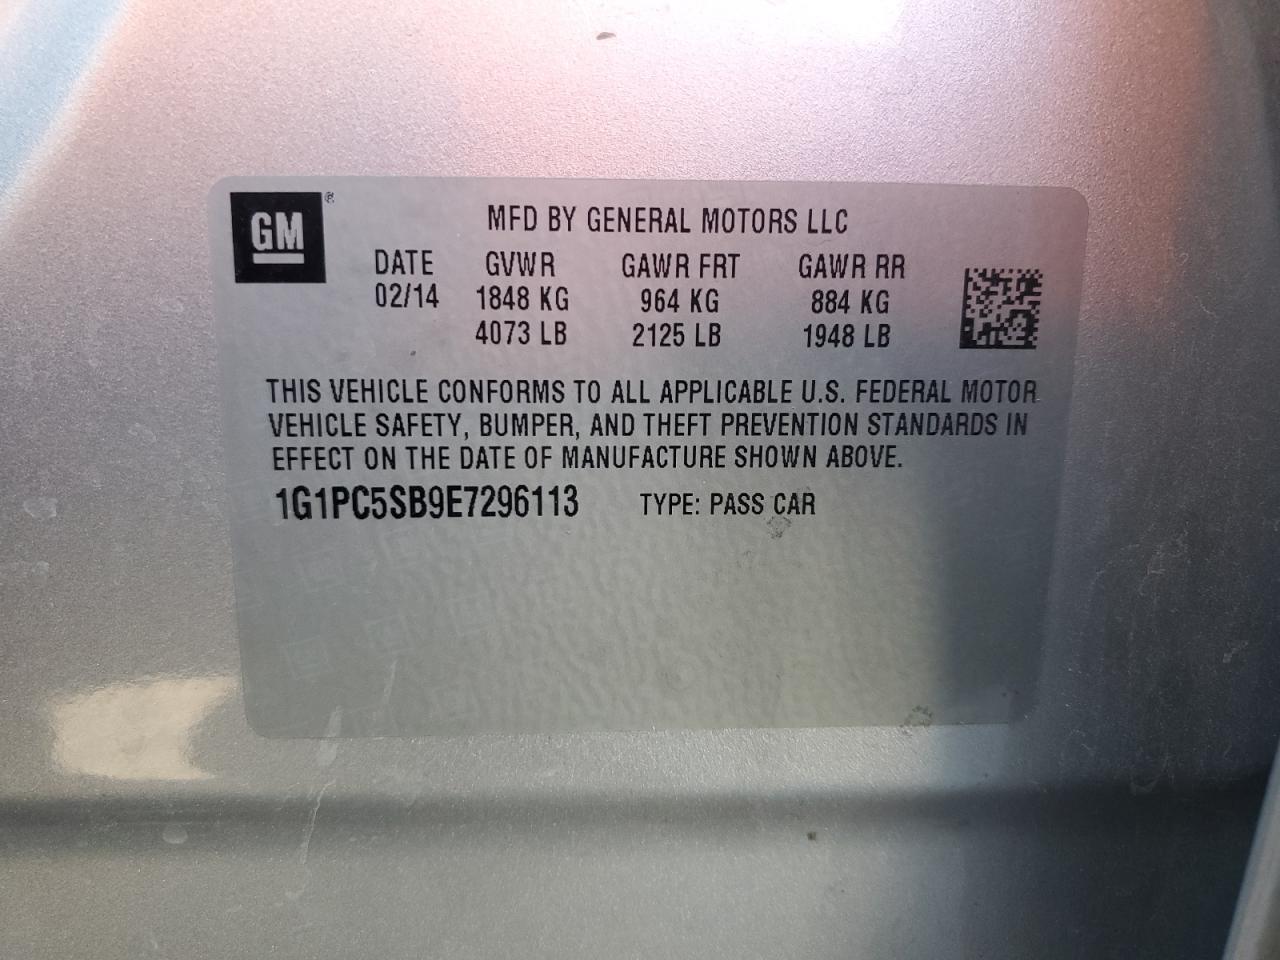 GM ®
MFD BY GENERAL MOTORS LLC
DATE GVWR GAWR FRT GAWR RR
02/14 1848 KG 964 KG 884 KG
4073 LB 2125 LB 1948 LB
THIS VEHICLE CONFORMS TO ALL APPLICABLE U.S. FEDERAL MOTOR
VEHICLE SAFETY, BUMPER, AND THEFT PREVENTION STANDARDS IN
EFFECT ON THE DATE OF MANUFACTURE SHOWN ABOVE.
1G1PC5SB9E7296113 TYPE: PASS CAR